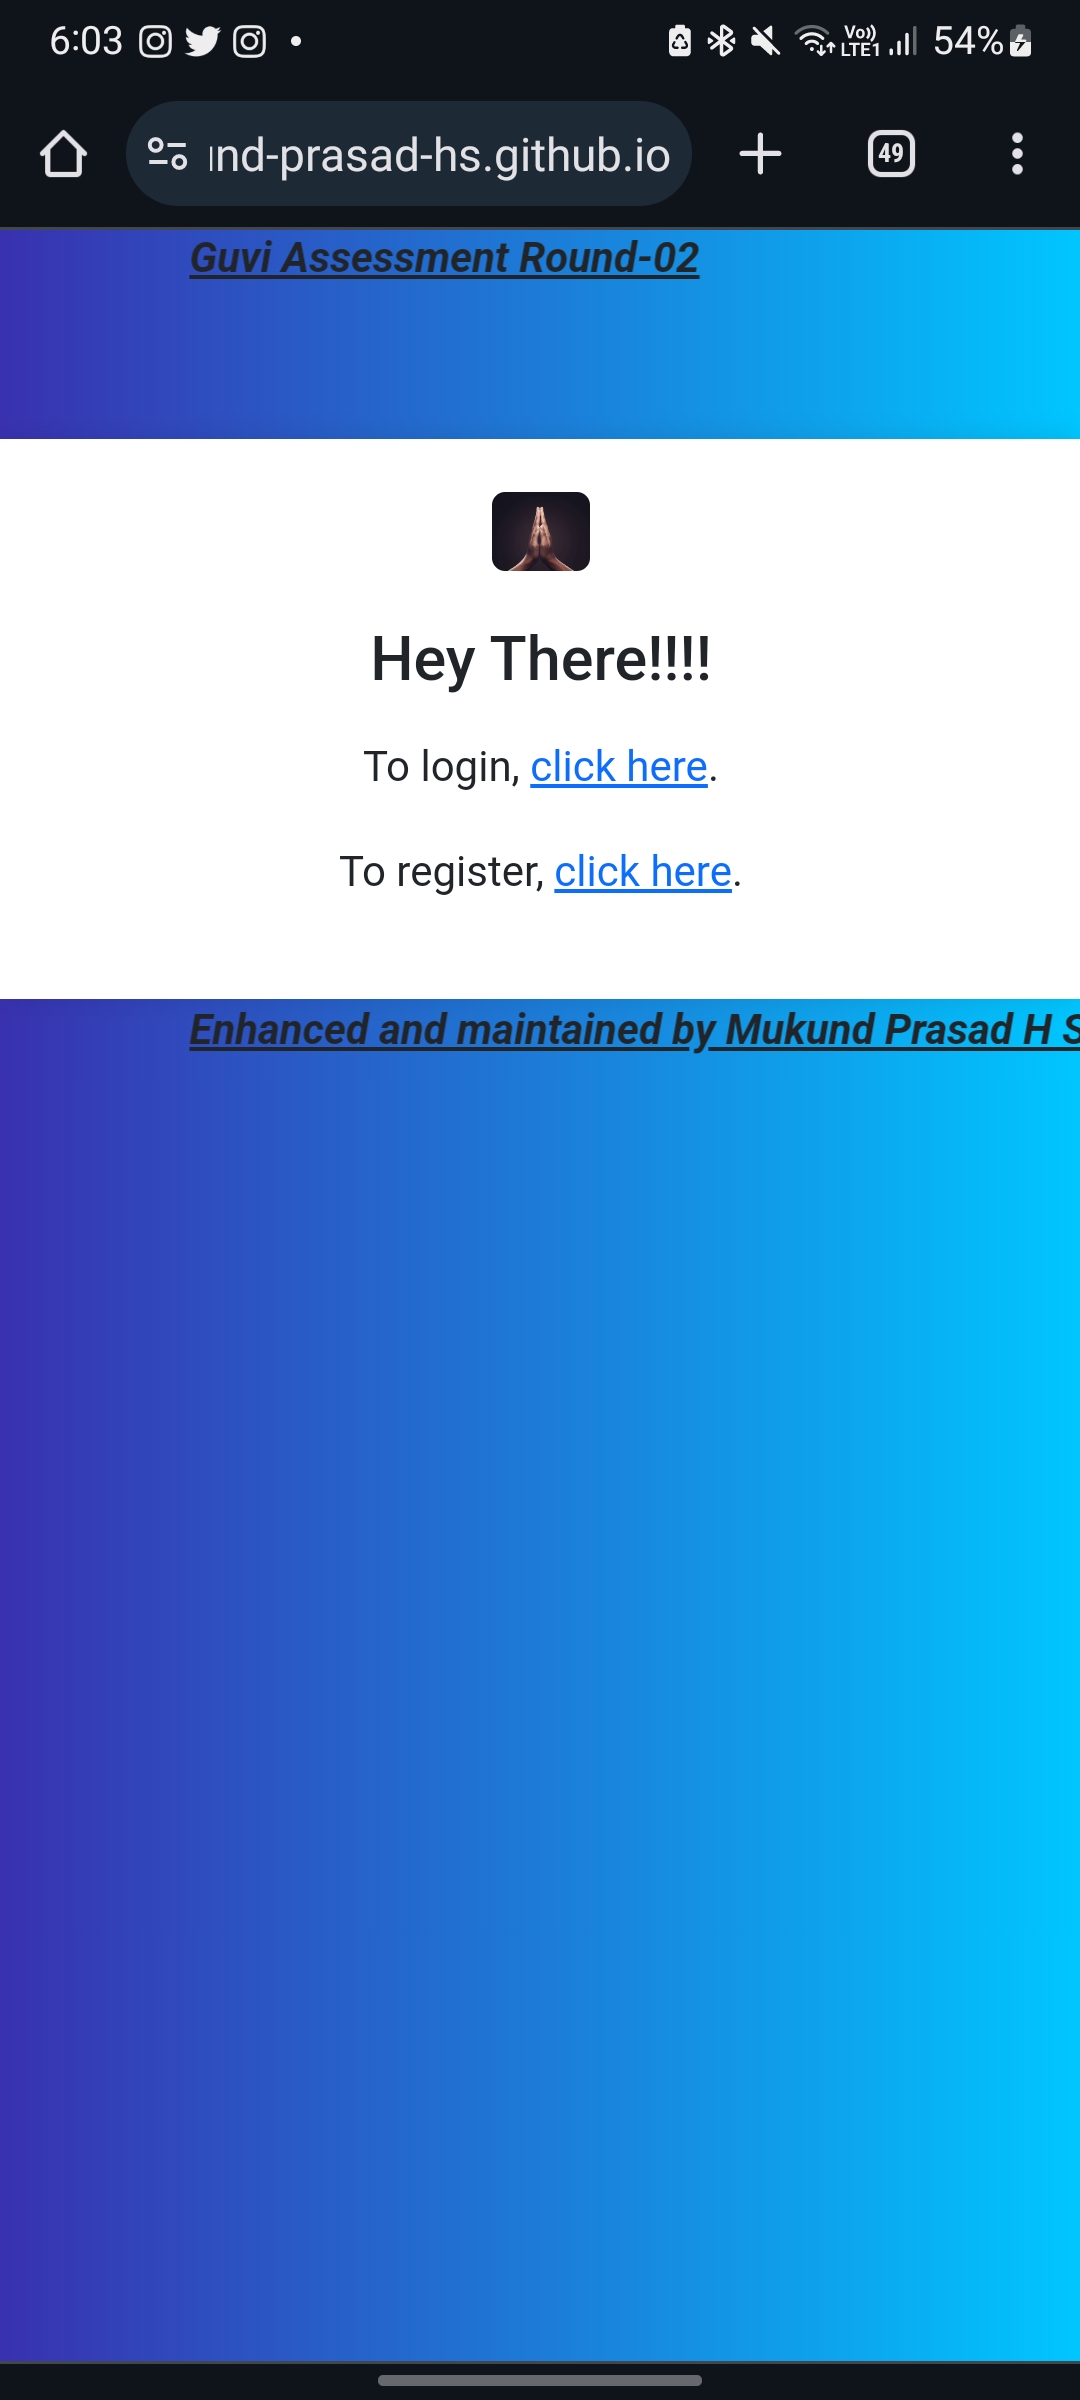 6:03
Vo)) LTE1
54%
nd-prasad-hs.github.io
49
Guvi Assessment Round-02
Hey There!!!!
To login, click here.
To register, click here.
Enhanced and maintained by Mukund Prasad H S